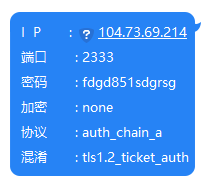 I P : ? 104.73.69.214
端口 : 2333
密码 : fdgd851sdgrsg
加密 : none
协议 : auth_chain_a
混淆 : tls1.2_ticket_auth